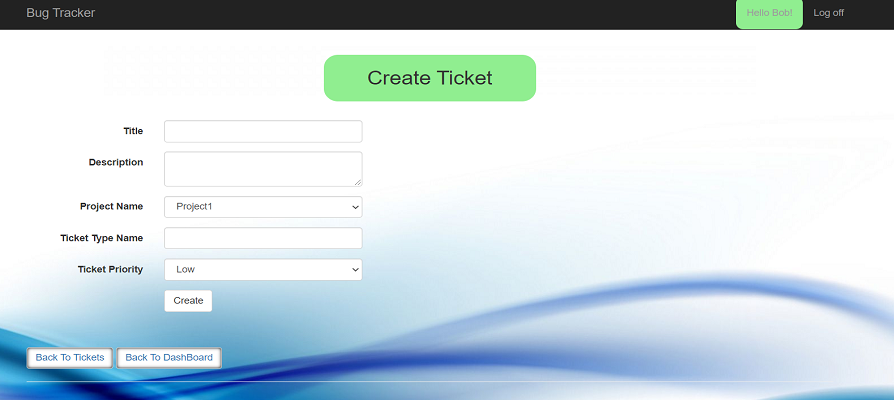 Bug Tracker Hello Bob! Log off
Create Ticket
Title
Description
Project Name Project1
Ticket Type Name
Ticket Priority Low
Create
Back To Tickets Back To DashBoard